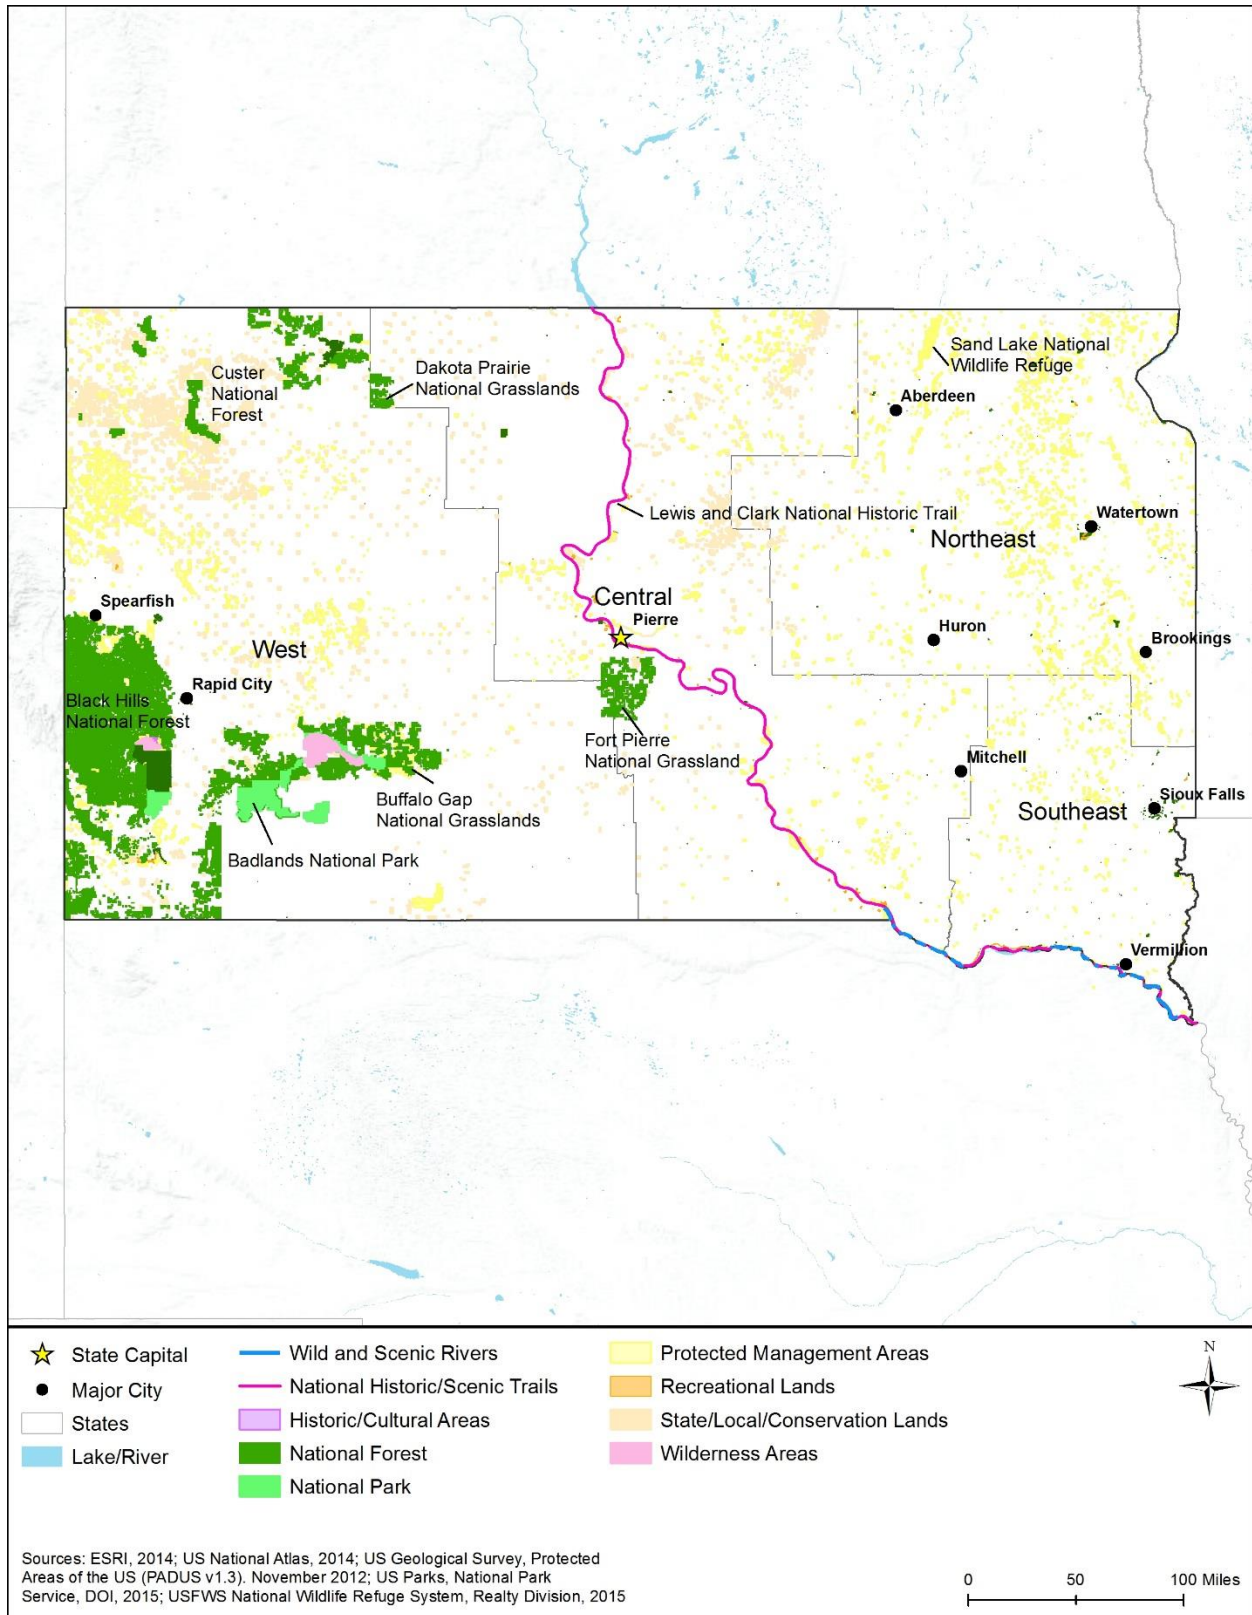 Sand Lake National
Wildlife Refuge
Dakota Prairie
National Grasslands
Custer
National
Forest
Aberdeen
Lewis and Clark National Historic Trail
Watertown
Northeast
Spearfish
Central
Pierre
Huron
Brookings
West
Rapid City
Black Hills
National Forest
Fort Pierre
National Grassland
Mitchell
Buffalo Gap
National Grasslands
Sioux Falls
Southeast
Badlands National Park
Vermillion
State Capital
Major City
States
Lake/River
Wild and Scenic Rivers
National Historic/Scenic Trails
Historic/Cultural Areas
National Forest
National Park
Protected Management Areas
Recreational Lands
State/Local/Conservation Lands
Wilderness Areas
N
Sources: ESRI, 2014; US National Atlas, 2014; US Geological Survey, Protected
Areas of the US (PADUS v1.3). November 2012; US Parks, National Park
Service, DOI, 2015; USFWS National Wildlife Refuge System, Realty Division, 2015
0 50 100 Miles